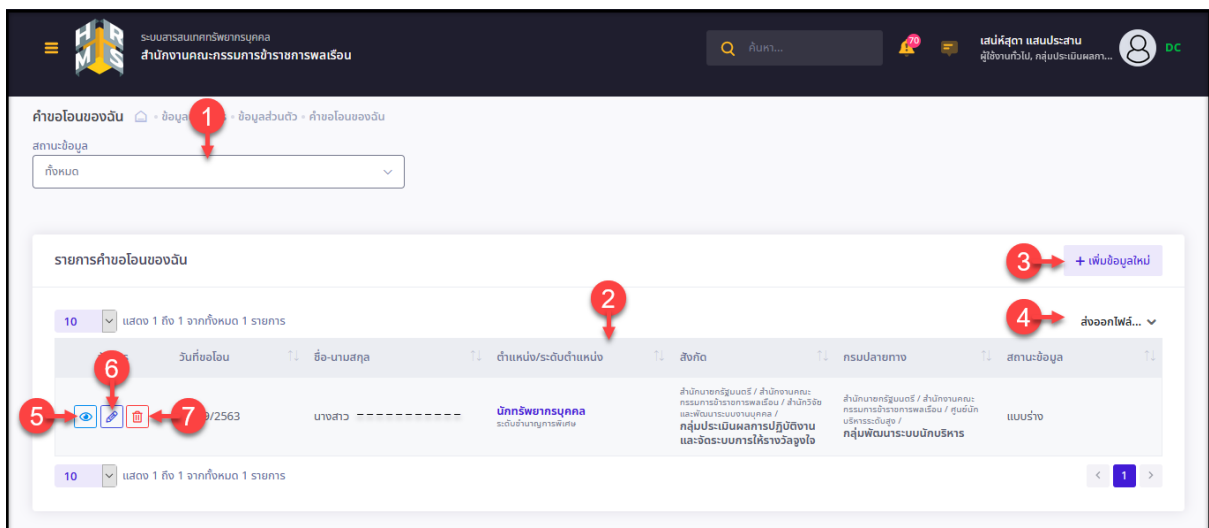 H R M S
ระบบสารสนเทศทรัพยากรบุคคล
สำนักงานคณะกรรมการข้าราชการพลเรือน
ค้นหา...
70
เสน่ห์สุดา แสนประสาน
ผู้ใช้งานทั่วไป, กลุ่มประเมินผลกา...
DC
คำขอโอนของฉัน
ข้อมูล
ข้อมูลส่วนตัว
คำขอโอนของฉัน
1
สถานะข้อมูล
ทั้งหมด
รายการคำขอโอนของฉัน
3
+ เพิ่มข้อมูลใหม่
2
10 แสดง 1 ถึง 1 จากทั้งหมด 1 รายการ
4
ส่งออกไฟล์...
วันที่ขอโอน
ชื่อ-นามสกุล
ตำแหน่ง/ระดับตำแหน่ง
สังกัด
กรมปลายทาง
สถานะข้อมูล
6
5
7
9/2563
นางสาว
นักทรัพยากรบุคคล
ระดับชำนาญการพิเศษ
สำนักนายกรัฐมนตรี / สำนักงานคณะ
กรรมการข้าราชการพลเรือน / สำนักวิจัย
และพัฒนาระบบงานบุคคล /
กลุ่มประเมินผลการปฏิบัติงาน
และจัดระบบการให้รางวัลจูงใจ
สำนักนายกรัฐมนตรี / สำนักงานคณะ
กรรมการข้าราชการพลเรือน / ศูนย์นัก
บริหารระดับสูง /
กลุ่มพัฒนาระบบนักบริหาร
แบบร่าง
10 แสดง 1 ถึง 1 จากทั้งหมด 1 รายการ
< 1 >